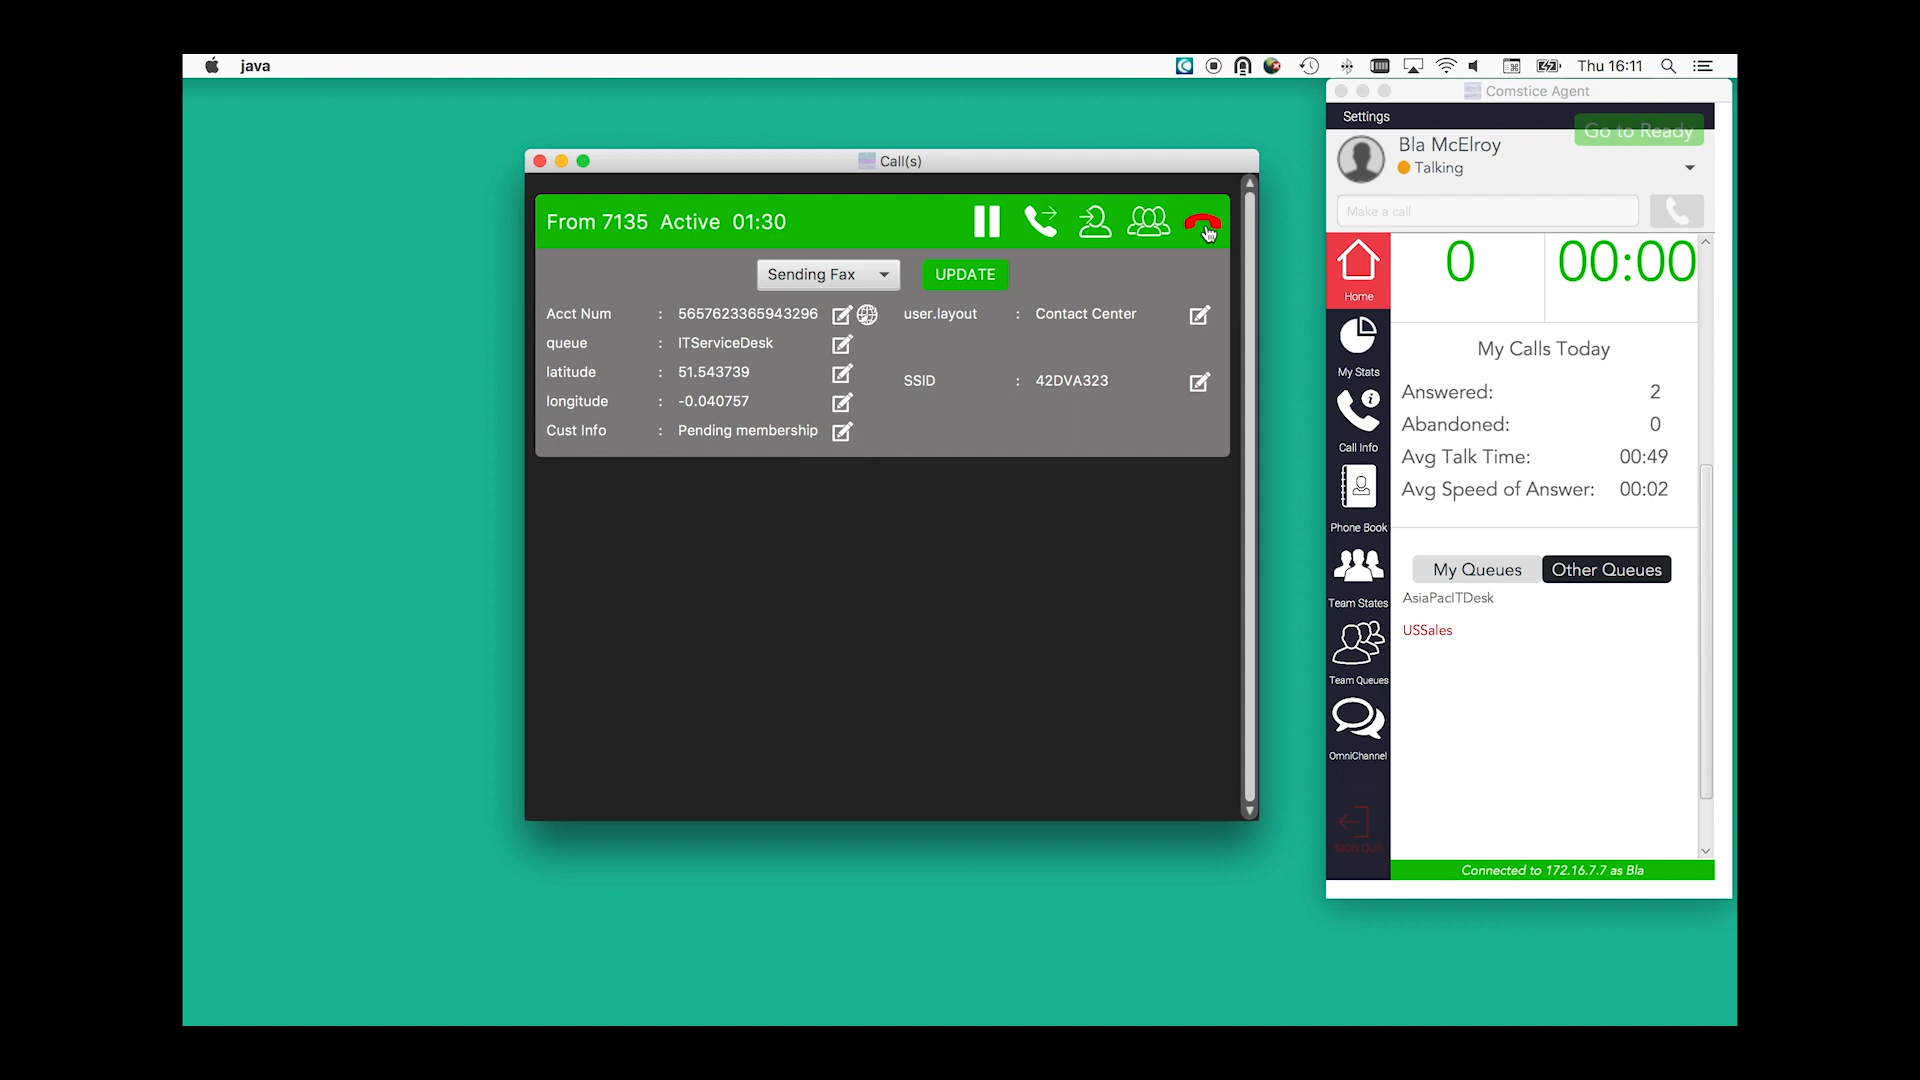 java
Thu 16:11
Call(s)
From 7135 Active 01:30
Sending Fax
UPDATE
Acct Num : 5657623365943296
user.layout : Contact Center
queue : ITServiceDesk
latitude : 51.543739
SSID : 42DVA323
longitude : -0.040757
Cust Info : Pending membership
Comstice Agent
Settings
Go to Ready
Bla McElroy
Talking
Make a call
0
00:00
Home
My Stats
Call Info
Phone Book
Team States
Team Queues
OmniChannel
SIGN OUT
My Calls Today
Answered: 2
Abandoned: 0
Avg Talk Time: 00:49
Avg Speed of Answer: 00:02
My Queues
Other Queues
AsiaPacITDesk
USSales
Connected to 172.16.7.7 as Bla